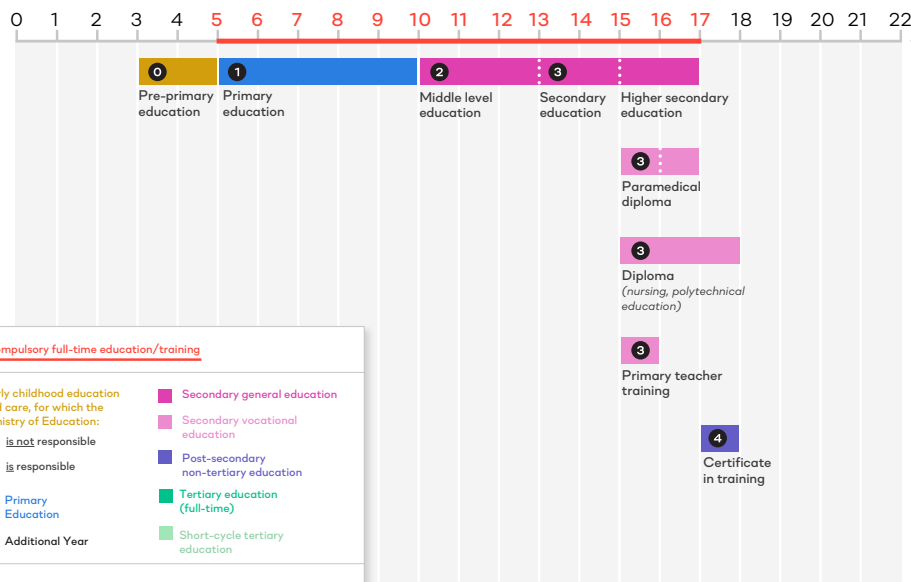 0 1 2 3 4 5 6 7 8 9 10 11 12 13 14 15 16 17 18 19 20 21 22
0 1 2 3
Pre-primary education
Primary education
Middle level education
Secondary education
Higher secondary education
3
Paramedical
diploma
3
Diploma
(nursing, polytechnical
education)
3
Primary teacher
training
4
Certificate
in training
education/training
full-time
childhood education
care, for which the
of Education:
is not responsible
is responsible
Primary
Education
Additional Year
Secondary general education
Secondary vocational
education
Post-secondary
non-tertiary education
Tertiary education
(full-time)
Short-cycle tertiary
education